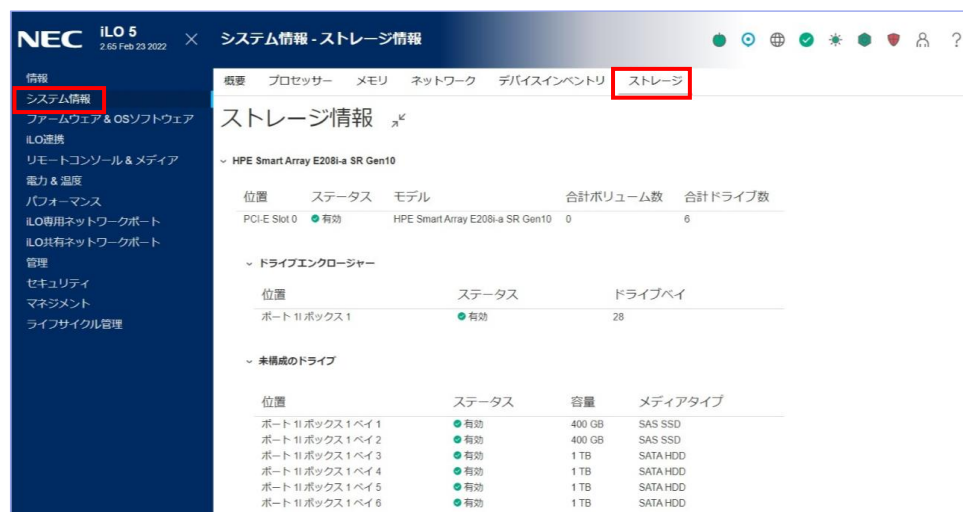 NEC iLO 5 2.65 Feb 23 2022 × システム情報 - ストレージ情報 ?
情報
システム情報
ファームウェア & OSソフトウェア
iLO連携
リモートコンソール & メディア
電力 & 温度
パフォーマンス
iLO専用ネットワークポート
iLO共有ネットワークポート
管理
セキュリティ
マネジメント
ライフサイクル管理
概要 プロセッサー メモリ ネットワーク デバイスインベントリ ストレージ
ストレージ情報
HPE Smart Array E208i-a SR Gen10
位置 ステータス モデル 合計ボリューム数 合計ドライブ数
PCI-E Slot 0 有効 HPE Smart Array E208i-a SR Gen10 0 6
ドライブエンクロージャー
位置 ステータス ドライブベイ
ポート 1I ボックス 1 有効 28
未構成のドライブ
位置 ステータス 容量 メディアタイプ
ポート 1I ボックス 1 ベイ 1 有効 400 GB SAS SSD
ポート 1I ボックス 1 ベイ 2 有効 400 GB SAS SSD
ポート 1I ボックス 1 ベイ 3 有効 1 TB SATA HDD
ポート 1I ボックス 1 ベイ 4 有効 1 TB SATA HDD
ポート 1I ボックス 1 ベイ 5 有効 1 TB SATA HDD
ポート 1I ボックス 1 ベイ 6 有効 1 TB SATA HDD